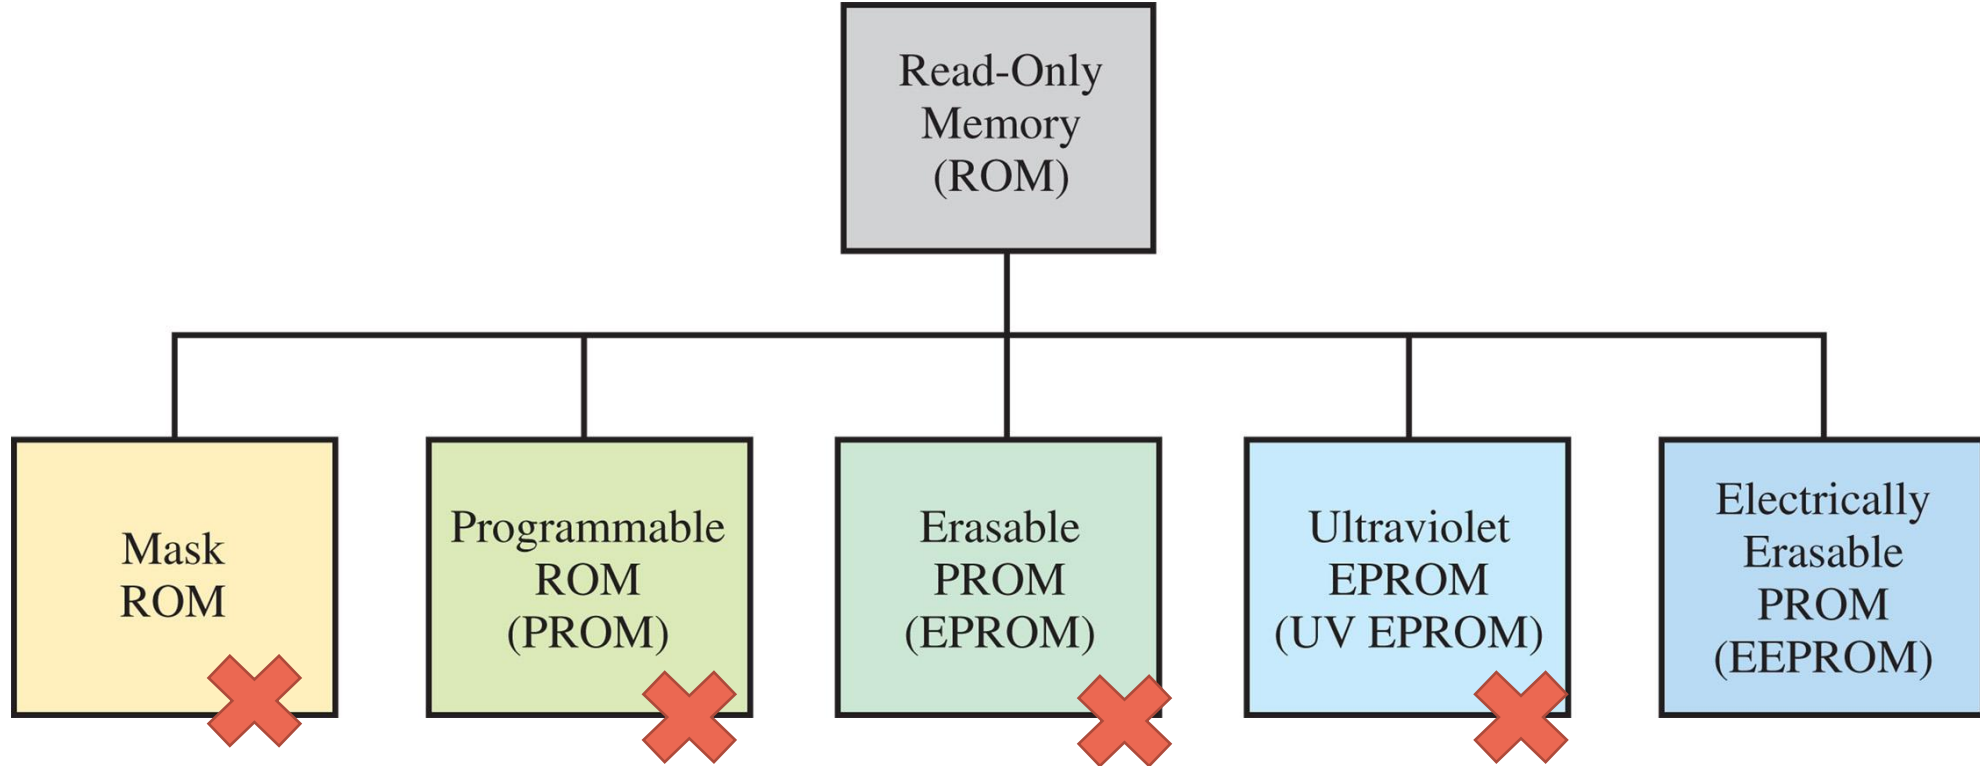 Read-Only
Memory
(ROM)
Mask
ROM
Programmable
ROM
(PROM)
Erasable
PROM
(EPROM)
Ultraviolet
EPROM
(UV EPROM)
Electrically
Erasable
PROM
(EEPROM)